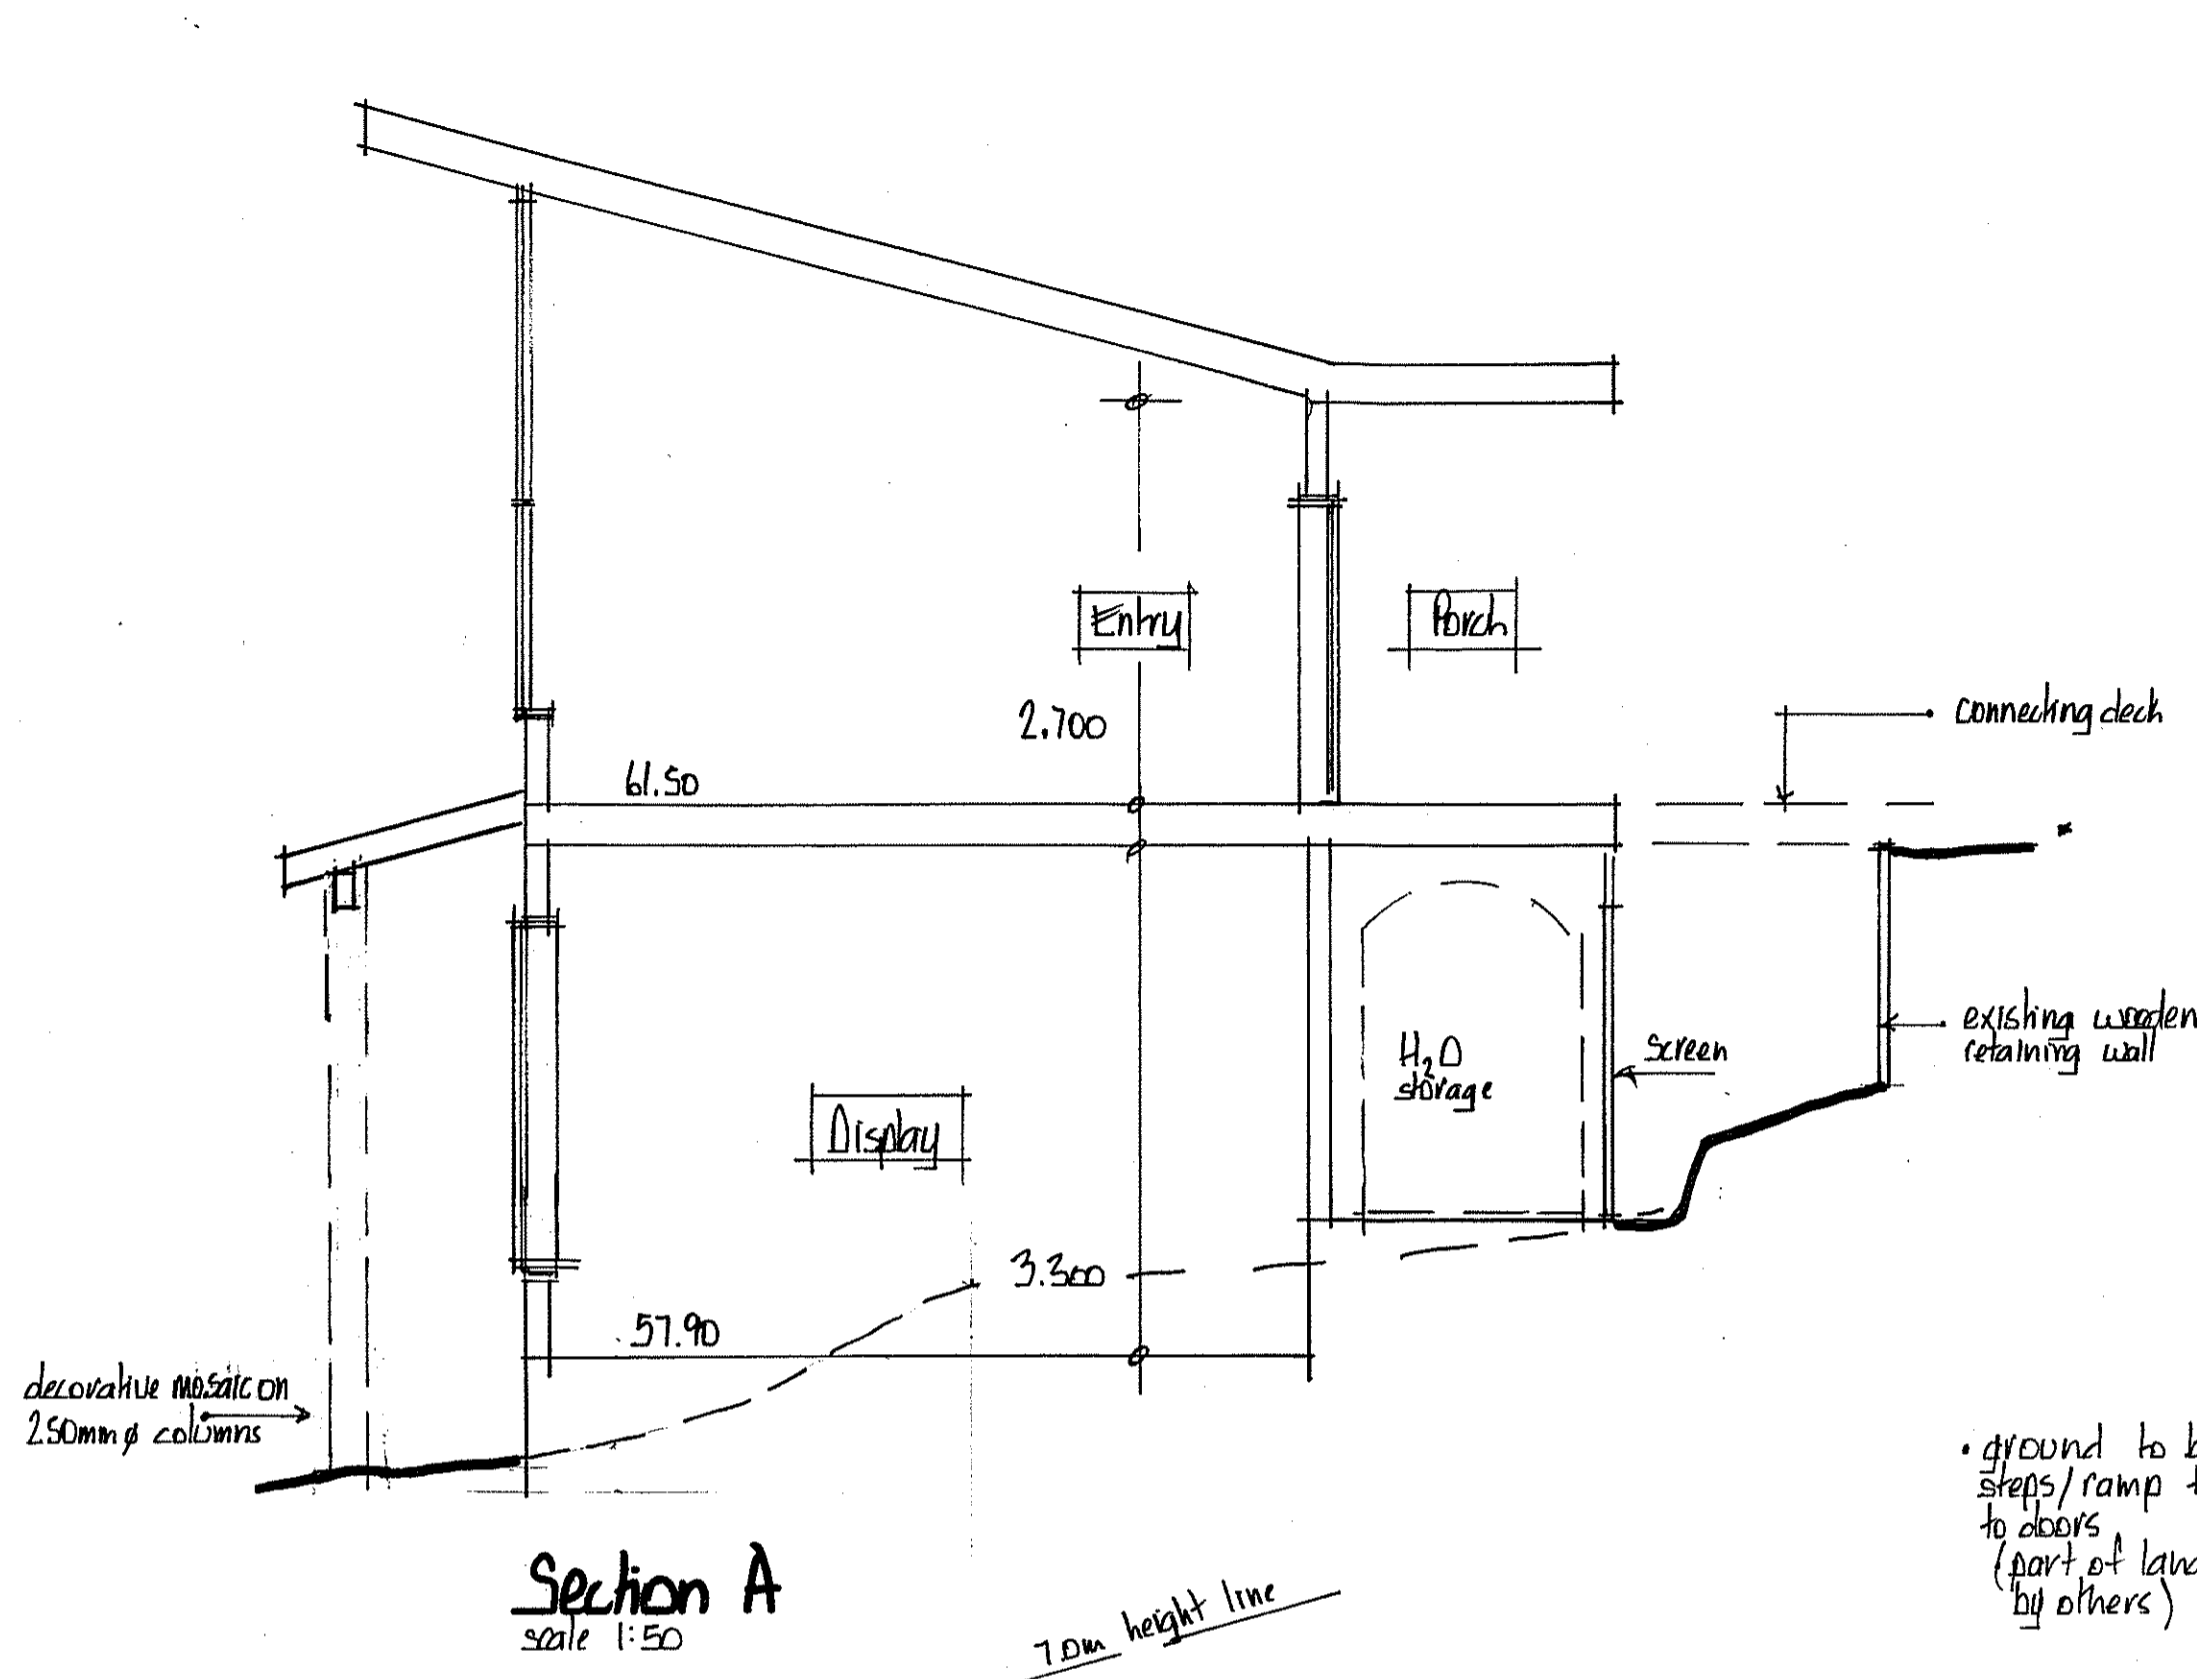 Entry
Porch
2.700
connecting deck
61.50
existing wooden
retaining wall
H₂O
storage
screen
Display
3.300
57.90
decorative mosaic on
250mm ø columns
• ground to b
steps/ramp t
to doors
(part of land
by others)
Section A
scale 1:50
7.0m height line